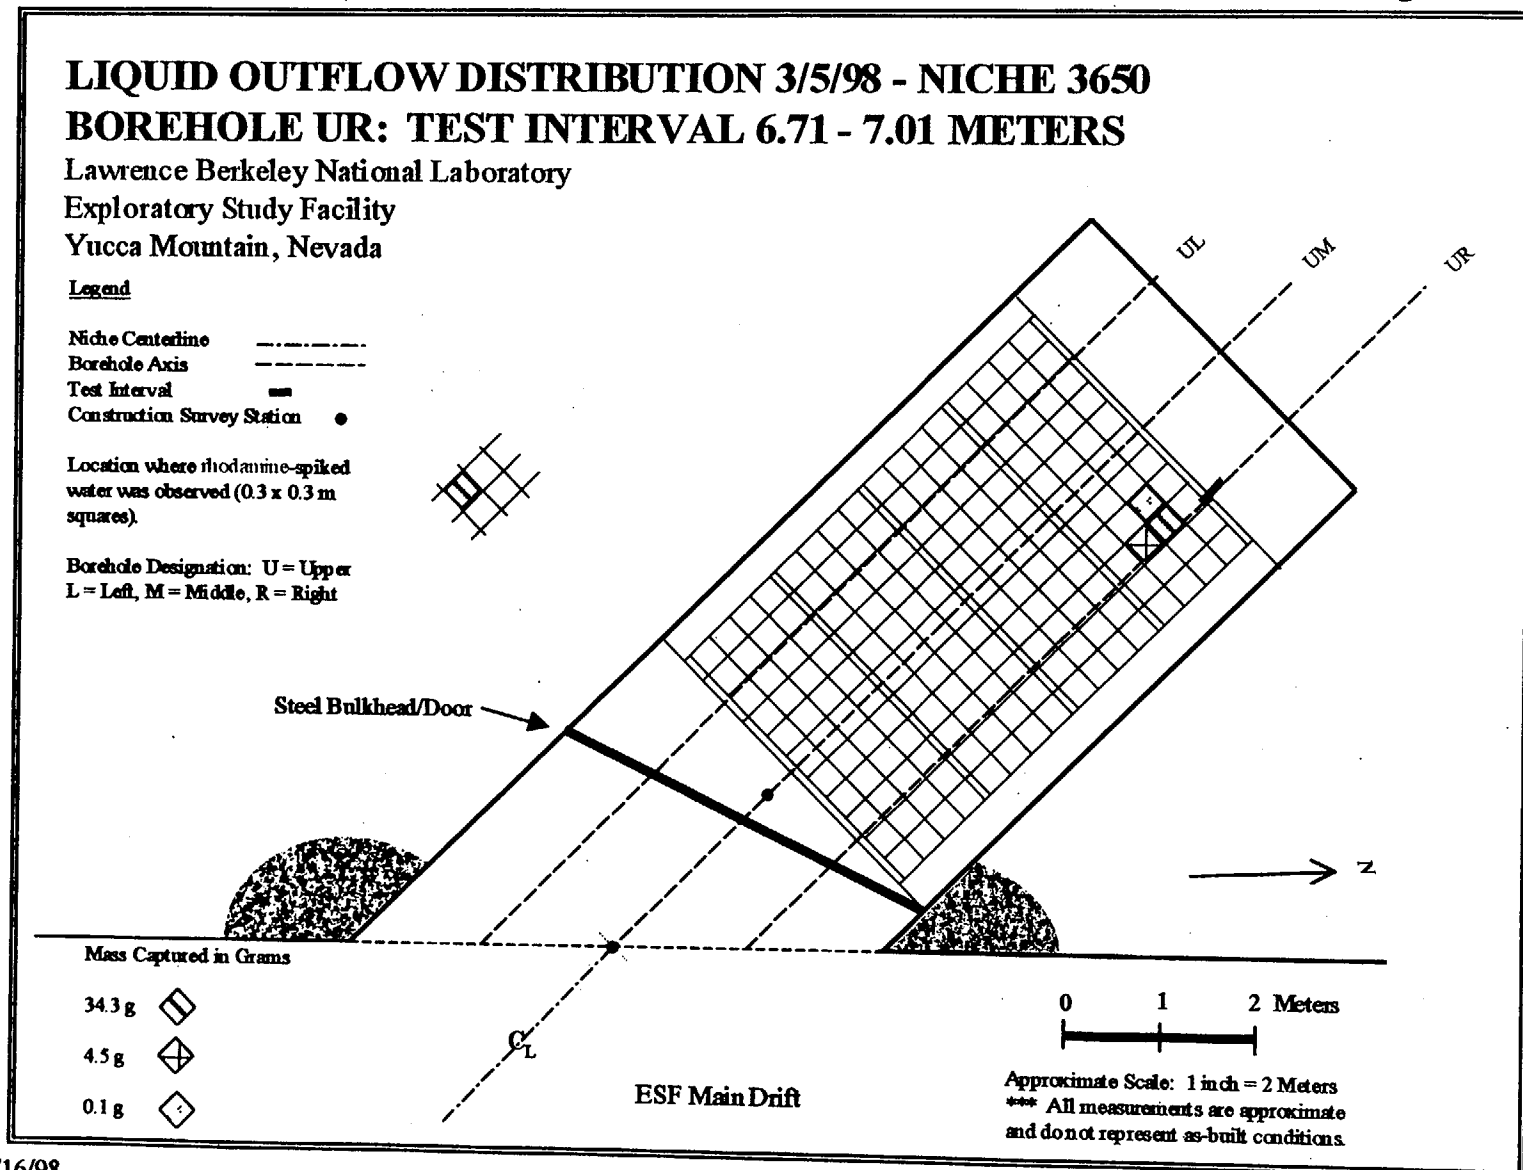 LIQUID OUTFLOW DISTRIBUTION 3/5/98 - NICHE 3650
BOREHOLE UR: TEST INTERVAL 6.71 - 7.01 METERS
Lawrence Berkeley National Laboratory
Exploratory Study Facility
Yucca Mountain, Nevada
Legend
Niche Centerline
Borehole Axis
Test Interval
Construction Survey Station
Location where rhodamine-spiked
water was observed (0.3 x 0.3 m
squares).
Borehole Designation: U = Upper
L = Left, M = Middle, R = Right
UL
UM
UR
Steel Bulkhead/Door
N
Mass Captured in Grams
34.3 g
4.5 g
0.1 g
CL
ESF Main Drift
0 1 2 Meters
Approximate Scale: 1 inch = 2 Meters
*** All measurements are approximate
and do not represent as-built conditions.
/16/98